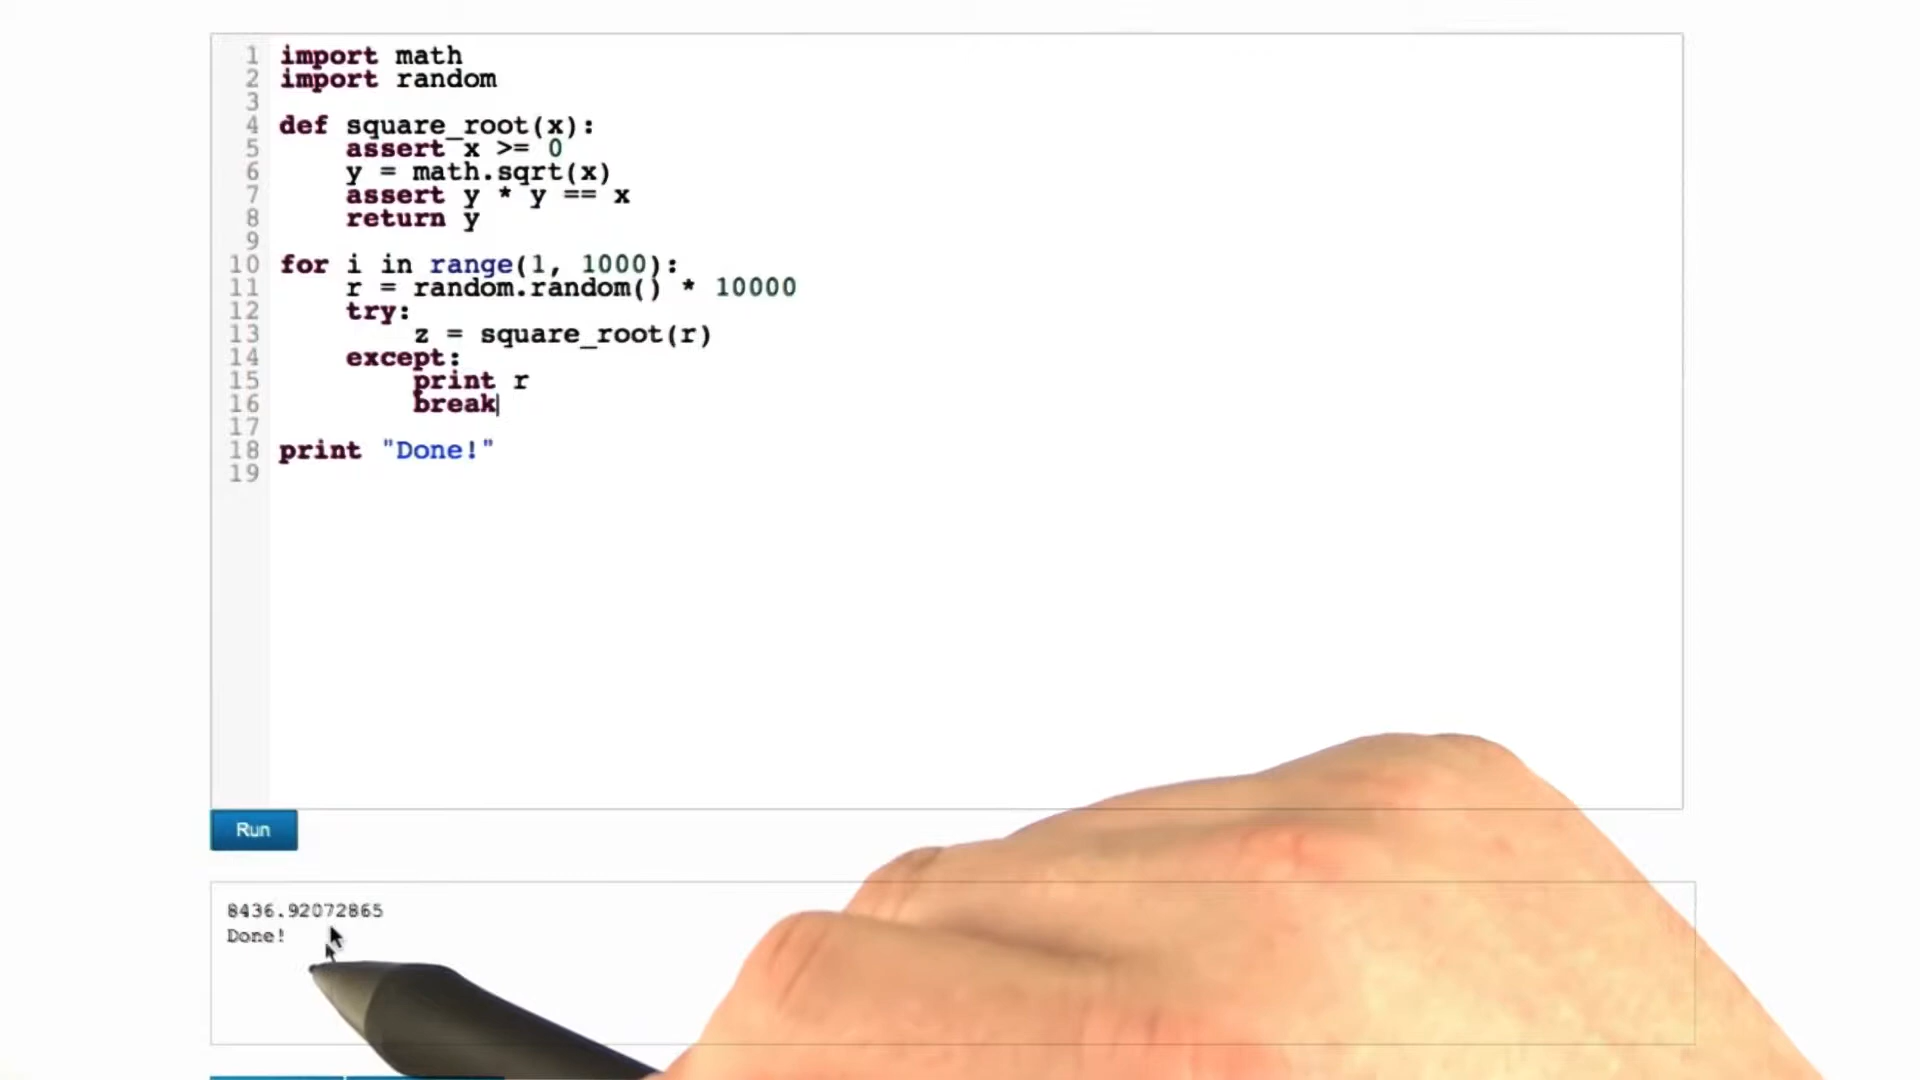 1 import math
2 import random
3
4 def square_root(x):
5 assert x >= 0
6 y = math.sqrt(x)
7 assert y * y == x
8 return y
9
10 for i in range(1, 1000):
11 r = random.random() * 10000
12 try:
13 z = square_root(r)
14 except:
15 print r
16 break
17
18 print "Done!"
19
Run
8436.92072865
Done!